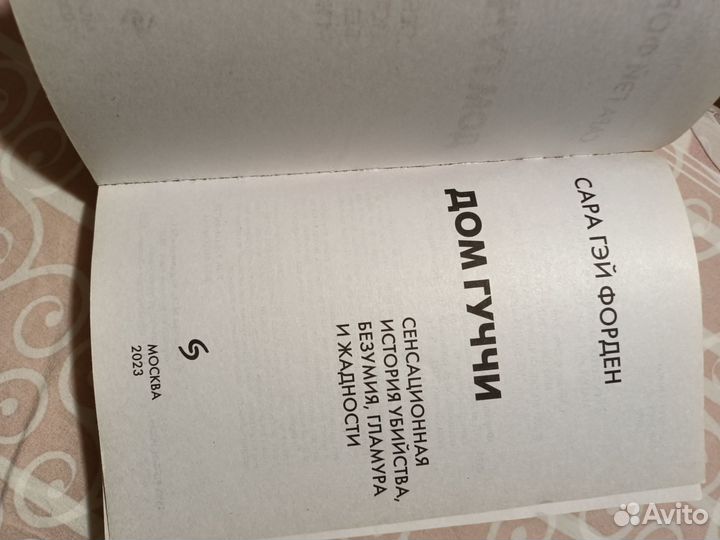 САРА ГЭЙ ФОРДЕН
ДОМ ГУЧЧИ
СЕНСАЦИОННАЯ
ИСТОРИЯ УБИЙСТВА,
БЕЗУМИЯ, ГЛАМУРА
И ЖАДНОСТИ
МОСКВА
2023
Avito